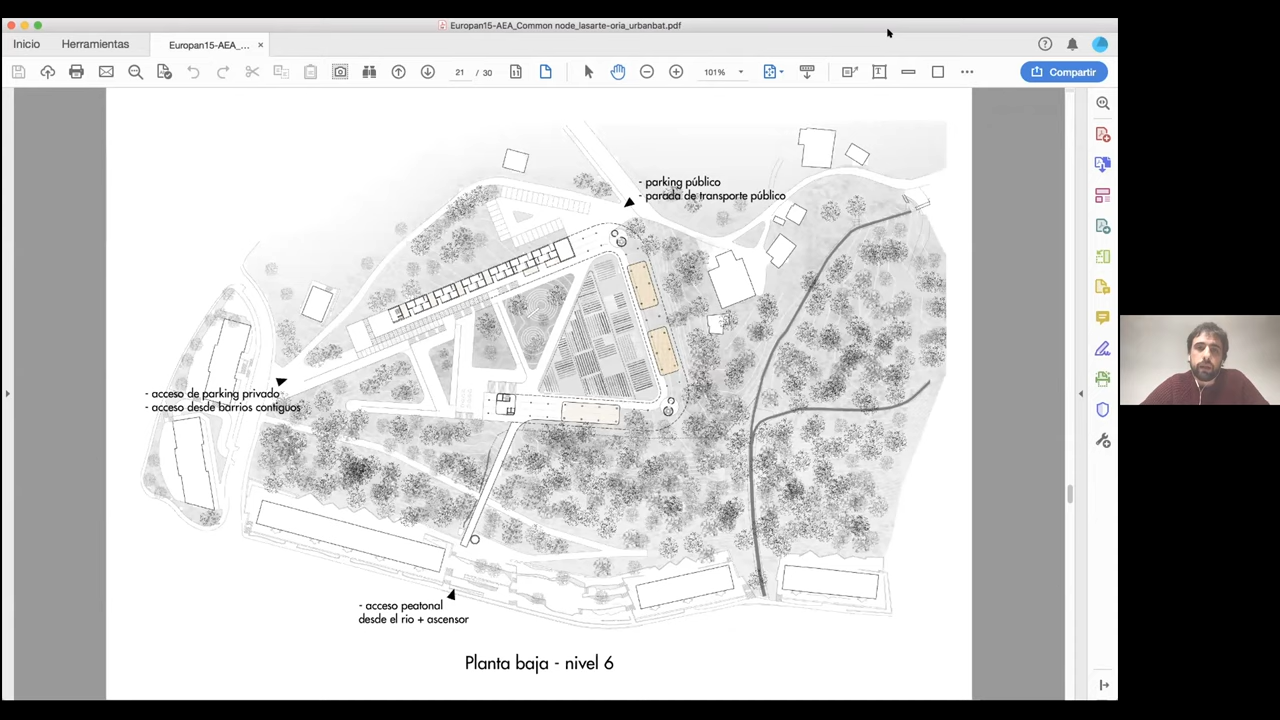 Europan15-AEA_Common node_lasarte-oria_urbanbat.pdf
Inicio
Herramientas
Europan15-AEA_...
21 / 30
101%
Compartir
- parking público
- parada de transporte público
- acceso de parking privado
- acceso desde barrios contiguos
- acceso peatonal
desde el rio + ascensor
Planta baja - nivel 6